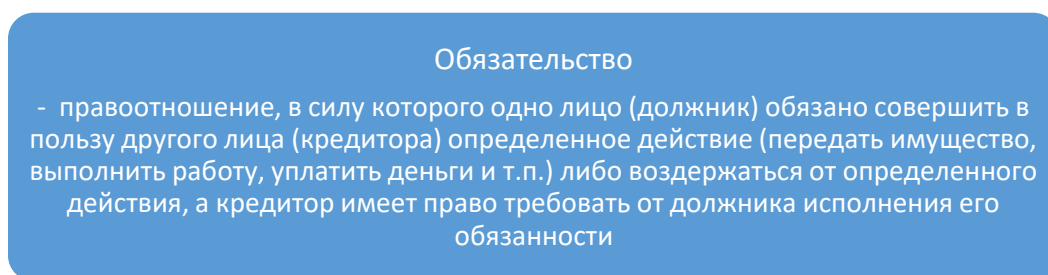 Обязательство
- правоотношение, в силу которого одно лицо (должник) обязано совершить в
пользу другого лица (кредитора) определенное действие (передать имущество,
выполнить работу, уплатить деньги и т.п.) либо воздержаться от определенного
действия, а кредитор имеет право требовать от должника исполнения его
обязанности